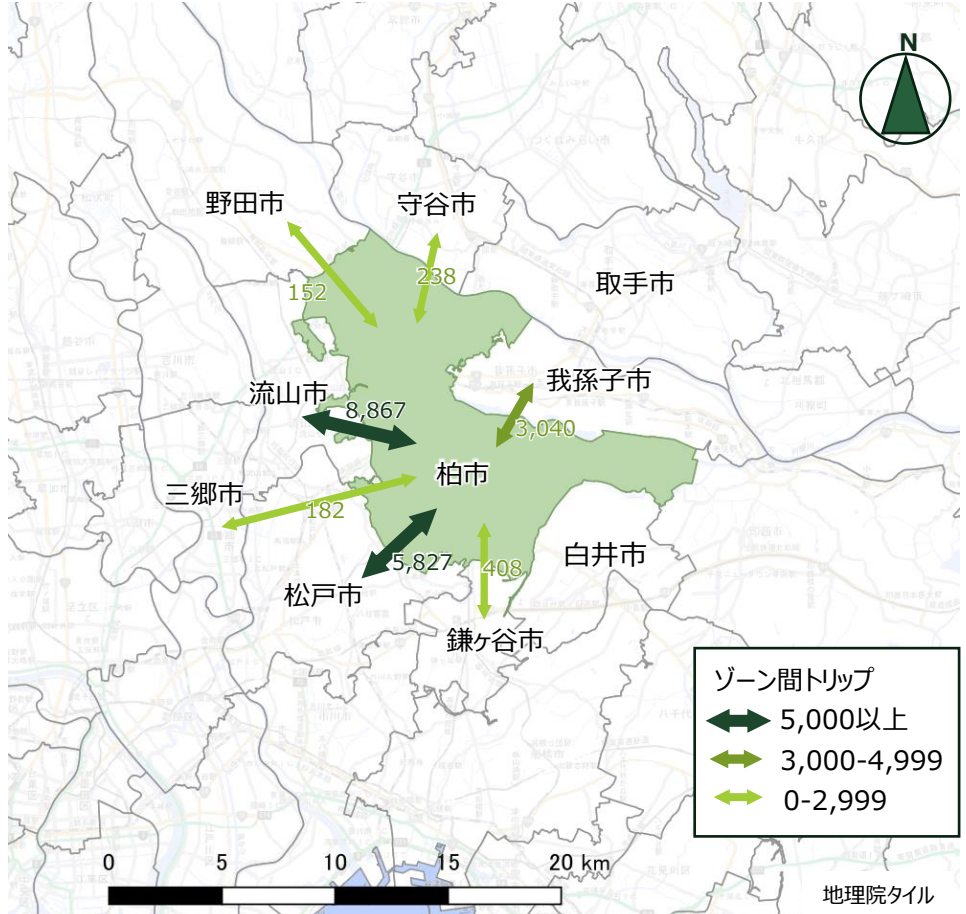 N
野田市
守谷市
238
152
取手市
我孫子市
流山市
8,867
3,040
柏市
三郷市
182
5,827
408
白井市
松戸市
鎌ヶ谷市
ゾーン間トリップ
5,000以上
3,000-4,999
0-2,999
0 5 10 15 20 km
地理院タイル